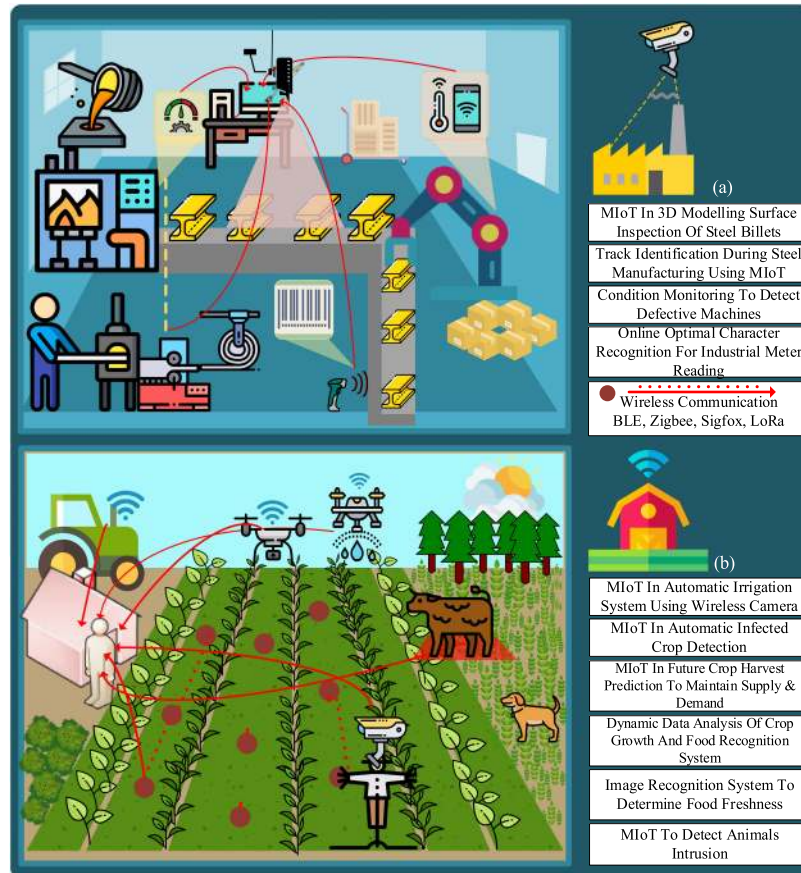 (a)
MIoT In 3D Modelling Surface
Inspection Of Steel Billets
Track Identification During Steel
Manufacturing Using MIoT
Condition Monitoring To Detect
Defective Machines
Online Optimal Character
Recognition For Industrial Meter
Reading
Wireless Communication
BLE, Zigbee, Sigfox, LoRa
(b)
MIoT In Automatic Irrigation
System Using Wireless Camera
MIoT In Automatic Infected
Crop Detection
MIoT In Future Crop Harvest
Prediction To Maintain Supply &
Demand
Dynamic Data Analysis Of Crop
Growth And Food Recognition
System
Image Recognition System To
Determine Food Freshness
MIoT To Detect Animals
Intrusion